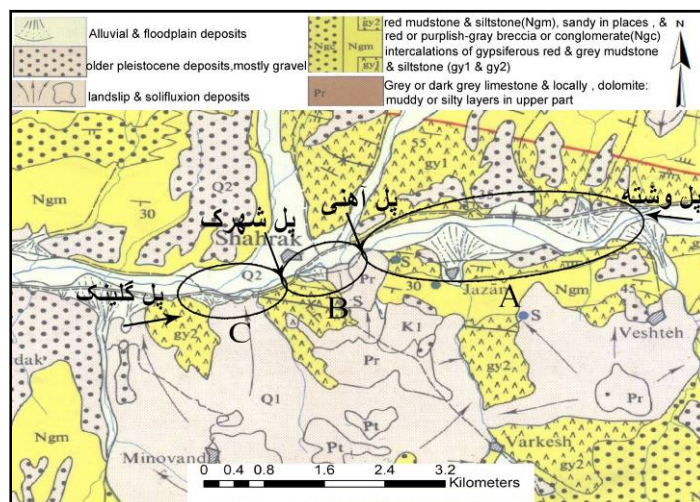 Alluvial & floodplain deposits
older pleistocene deposits,mostly gravel
landslip & solifluxion deposits
Ngc
gy2
Ngm
gy1
red mudstone & siltstone(Ngm), sandy in places , &
red or purplish-gray breccia or conglomerate(Ngc)
intercalations of gypsiferous red & grey mudstone
& siltstone (gy1 & gy2)
Pr
Grey or dark grey limestone & locally , dolomite:
muddy or silty layers in upper part
N
55
gy1
Q2
Ngm
30
پل وشته
پل آهنی
پل شهرک
Shahrak
پل گلینک
Q2
S
Pr
30
Jazan
A
Ngm
45
B
S
C
K1
S
Veshteh
gy2
dak
Pr
gy2
Q1
Pr
Ngm
Pt
Pt
Minovand
Varkesh
gy2
0 0.4 0.8 1.6 2.4 3.2
Kilometers